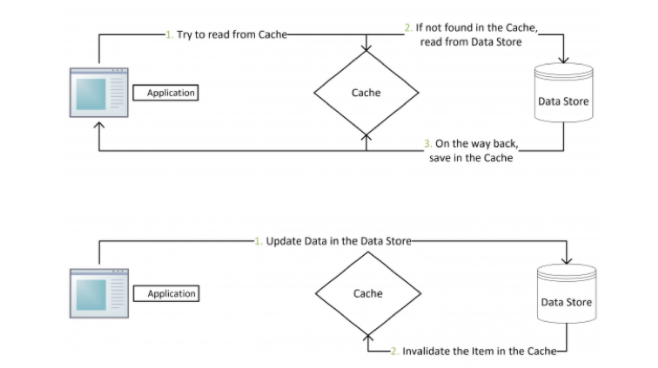 1. Try to read from Cache
2. If not found in the Cache,
read from Data Store
Application
Cache
Data Store
3. On the way back,
save in the Cache
1. Update Data in the Data Store
Application
Cache
Data Store
2. Invalidate the Item in the Cache